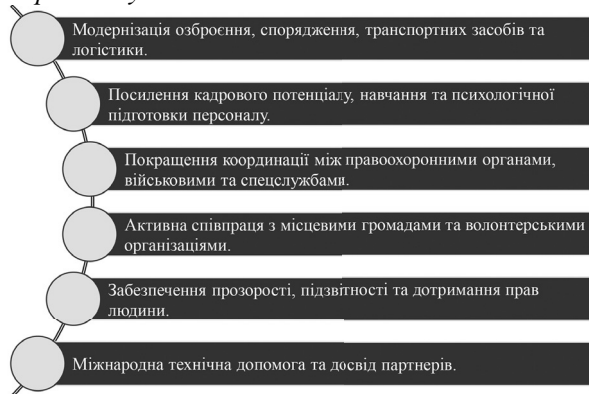 Модернізація озброєння, спорядження, транспортних засобів та
логістики.
Посилення кадрового потенціалу, навчання та психологічної
підготовки персоналу.
Покращення координації між правоохоронними органами,
військовими та спецслужбами.
Активна співпраця з місцевими громадами та волонтерськими
організаціями.
Забезпечення прозорості, підзвітності та дотримання прав
людини.
Міжнародна технічна допомога та досвід партнерів.